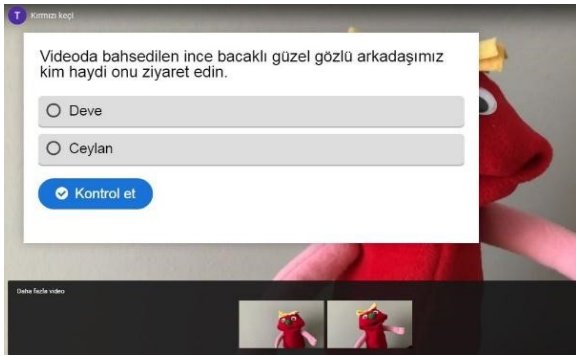 T Kırmızı keçi
Videoda bahsedilen ince bacaklı güzel gözlü arkadaşımız
kim haydi onu ziyaret edin.
Deve
Ceylan
Kontrol et
Daha fazla video